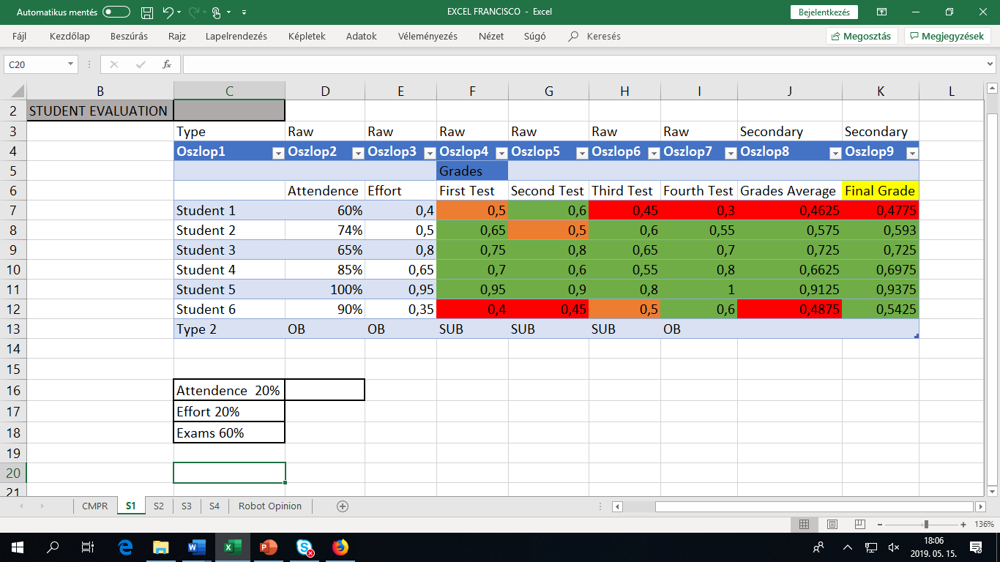 Automatikus mentés
EXCEL FRANCISCO - Excel
Bejelentkezés
Fájl Kezdőlap Beszúrás Rajz Lapelrendezés Képletek Adatok Véleményezés Nézet Súgó Keresés Megosztás Megjegyzések
C20 fx
B C D E F G H I J K L
2 STUDENT EVALUATION
3 Type Raw Raw Raw Raw Raw Raw Secondary Secondary
4 Oszlop1 Oszlop2 Oszlop3 Oszlop4 Oszlop5 Oszlop6 Oszlop7 Oszlop8 Oszlop9
5 Grades
6 Attendence Effort First Test Second Test Third Test Fourth Test Grades Average Final Grade
7 Student 1 60% 0,4 0,5 0,6 0,45 0,3 0,4625 0,4775
8 Student 2 74% 0,5 0,65 0,5 0,6 0,55 0,575 0,593
9 Student 3 65% 0,8 0,75 0,8 0,65 0,7 0,725 0,725
10 Student 4 85% 0,65 0,7 0,6 0,55 0,8 0,6625 0,6975
11 Student 5 100% 0,95 0,95 0,9 0,8 1 0,9125 0,9375
12 Student 6 90% 0,35 0,4 0,45 0,5 0,6 0,4875 0,5425
13 Type 2 OB OB SUB SUB SUB OB
14
15
16 Attendence 20%
17 Effort 20%
18 Exams 60%
19
20
21
CMPR S1 S2 S3 S4 Robot Opinion
136%
18:06
2019. 05. 15.